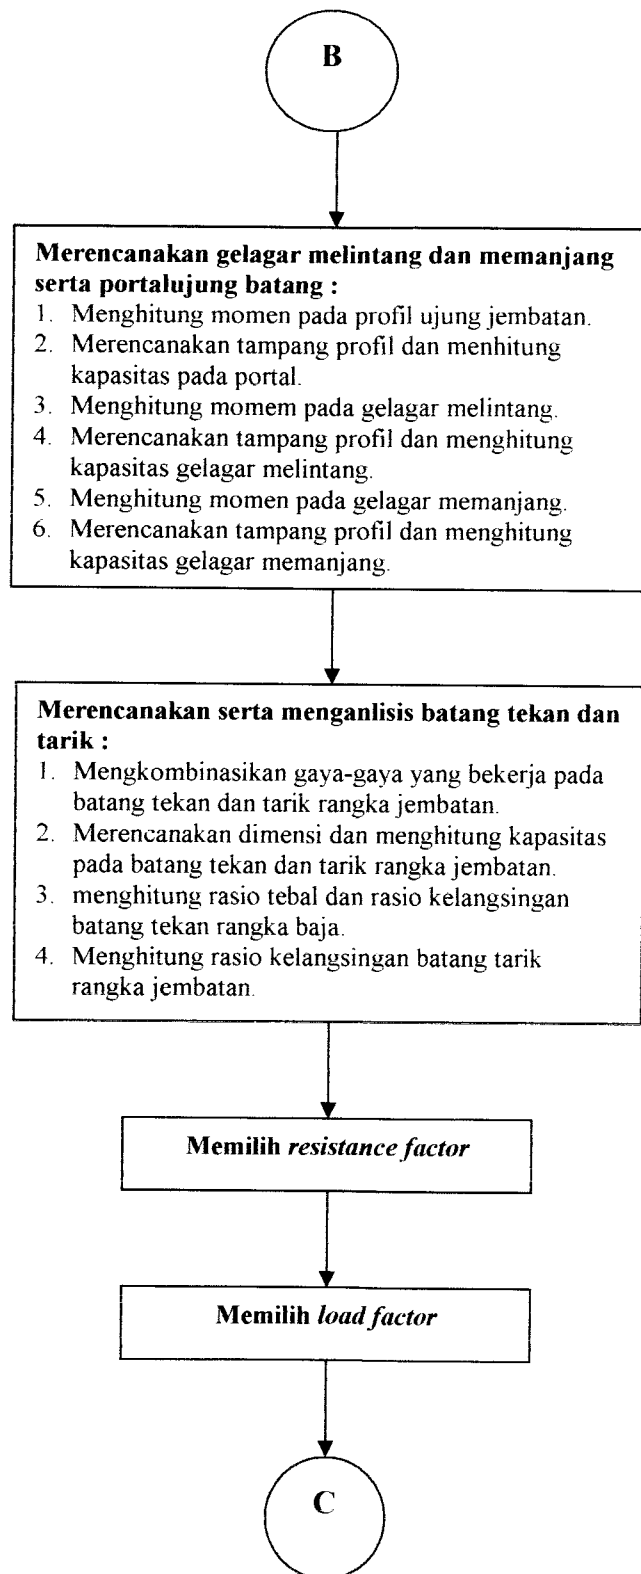 B
Merencanakan gelagar melintang dan memanjang
serta portalujung batang :
1. Menghitung momen pada profil ujung jembatan.
2. Merencanakan tampang profil dan menhitung
kapasitas pada portal.
3. Menghitung momem pada gelagar melintang.
4. Merencanakan tampang profil dan menghitung
kapasitas gelagar melintang.
5. Menghitung momen pada gelagar memanjang.
6. Merencanakan tampang profil dan menghitung
kapasitas gelagar memanjang.
Merencanakan serta menganlisis batang tekan dan
tarik :
1. Mengkombinasikan gaya-gaya yang bekerja pada
batang tekan dan tarik rangka jembatan.
2. Merencanakan dimensi dan menghitung kapasitas
pada batang tekan dan tarik rangka jembatan.
3. menghitung rasio tebal dan rasio kelangsingan
batang tekan rangka baja.
4. Menghitung rasio kelangsingan batang tarik
rangka jembatan.
Memilih resistance factor
Memilih load factor
C